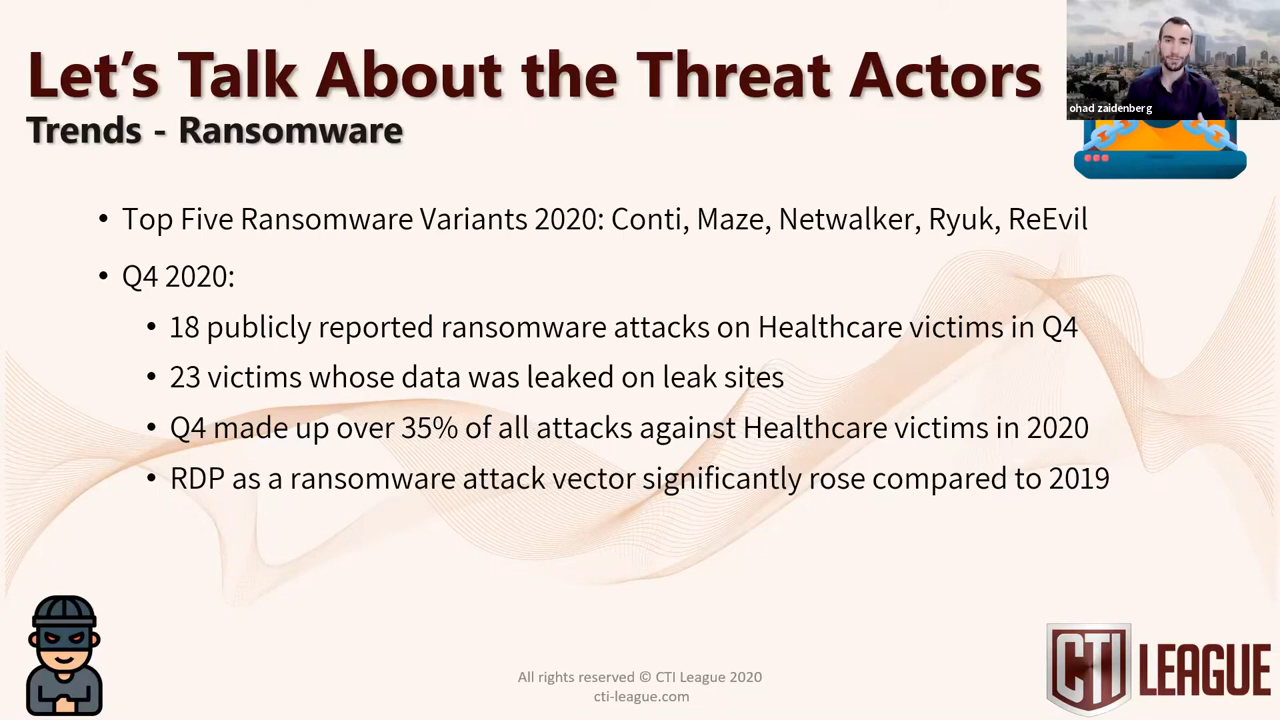 Let's Talk About the Threat Actors
Trends - Ransomware
ohad zaidenberg
• Top Five Ransomware Variants 2020: Conti, Maze, Netwalker, Ryuk, ReEvil
• Q4 2020:
• 18 publicly reported ransomware attacks on Healthcare victims in Q4
• 23 victims whose data was leaked on leak sites
• Q4 made up over 35% of all attacks against Healthcare victims in 2020
• RDP as a ransomware attack vector significantly rose compared to 2019
All rights reserved © CTI League 2020
cti-league.com
CTI LEAGUE